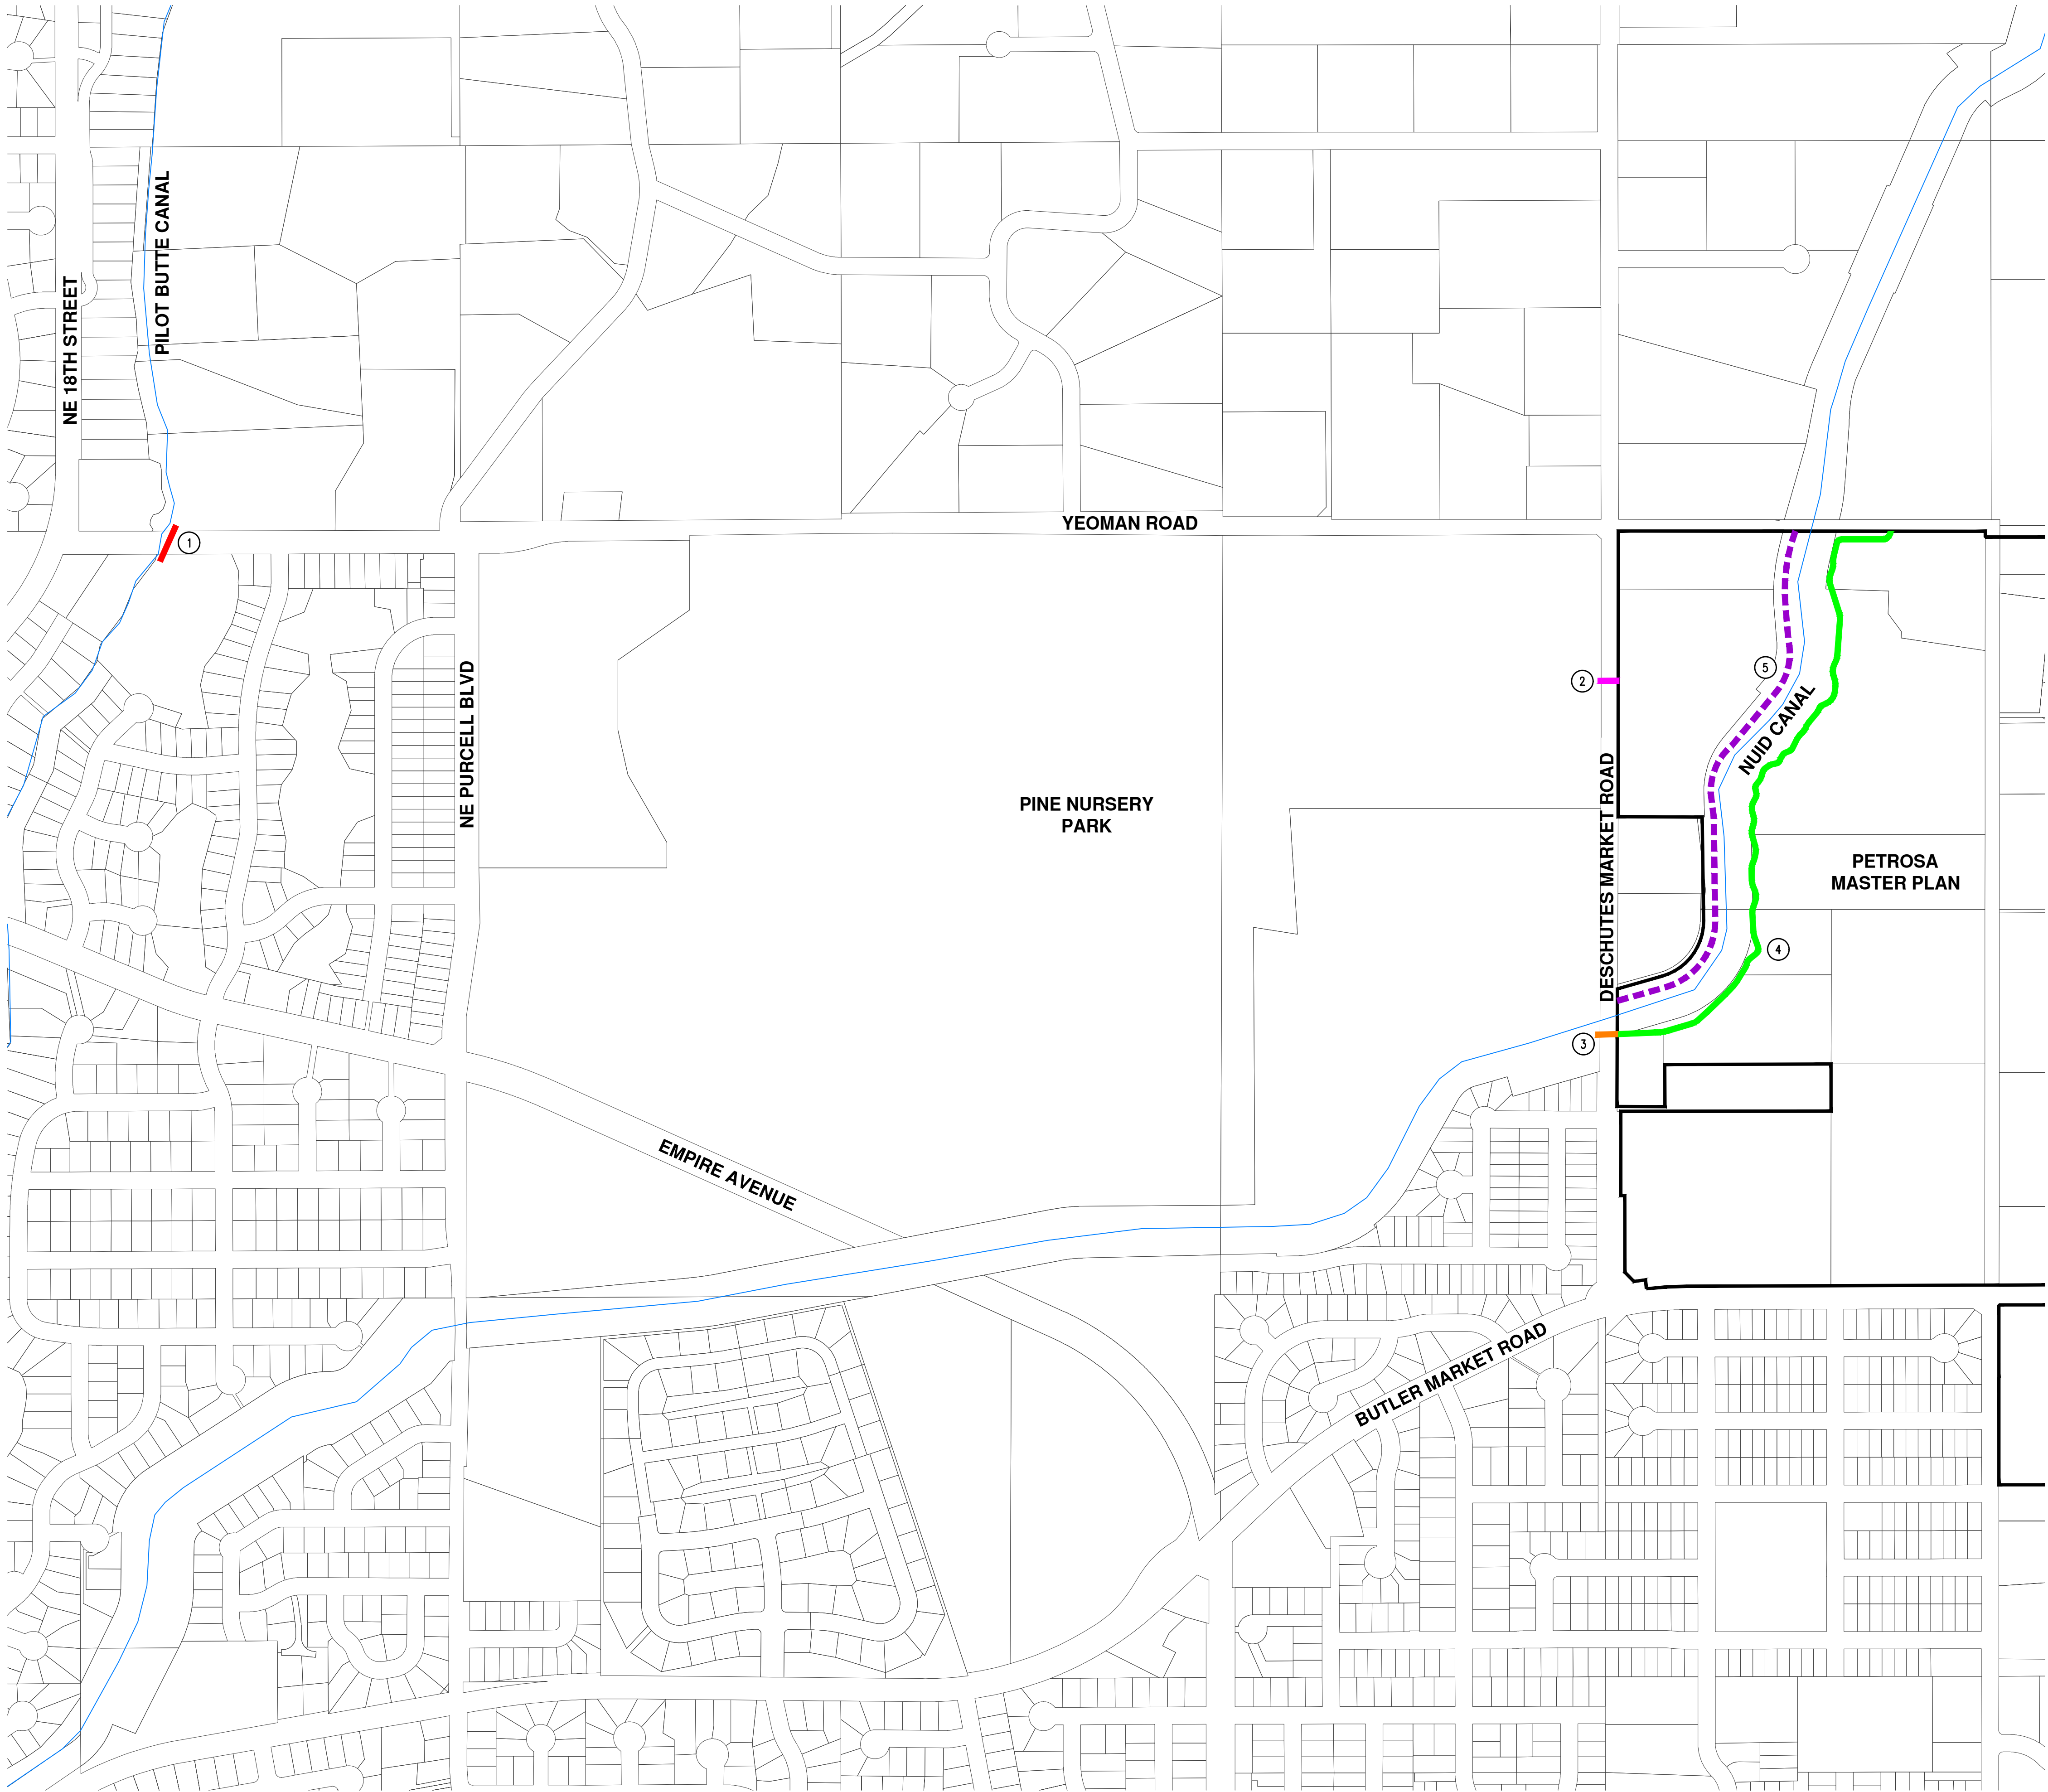 PILOT BUTTE CANAL
NE 18TH STREET
YEOMAN ROAD
1
5
2
NE PURCELL BLVD
NUID CANAL
DESCHUTES MARKET ROAD
PINE NURSERY
PARK
PETROSA
MASTER PLAN
4
3
EMPIRE AVENUE
BUTLER MARKET ROAD